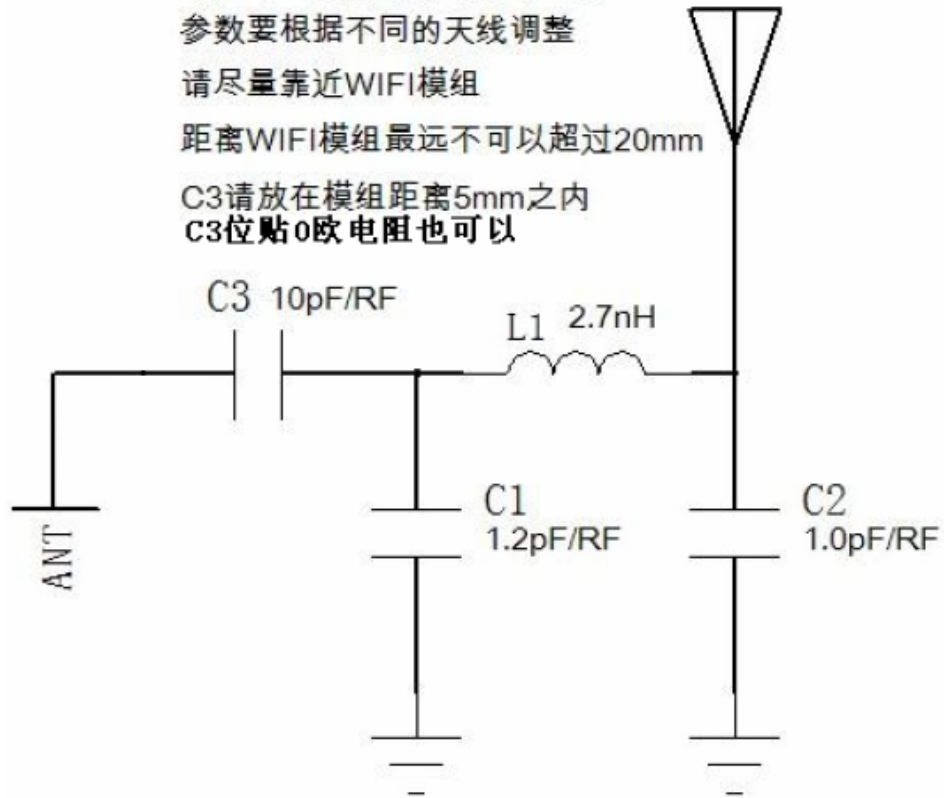 参数要根据不同的天线调整
请尽量靠近WIFI模组
距离WIFI模组最远不可以超过20mm
C3请放在模组距离5mm之内
C3位贴0欧电阻也可以
C3 10pF/RF
L1 2.7nH
C1
1.2pF/RF
C2
1.0pF/RF
ANT